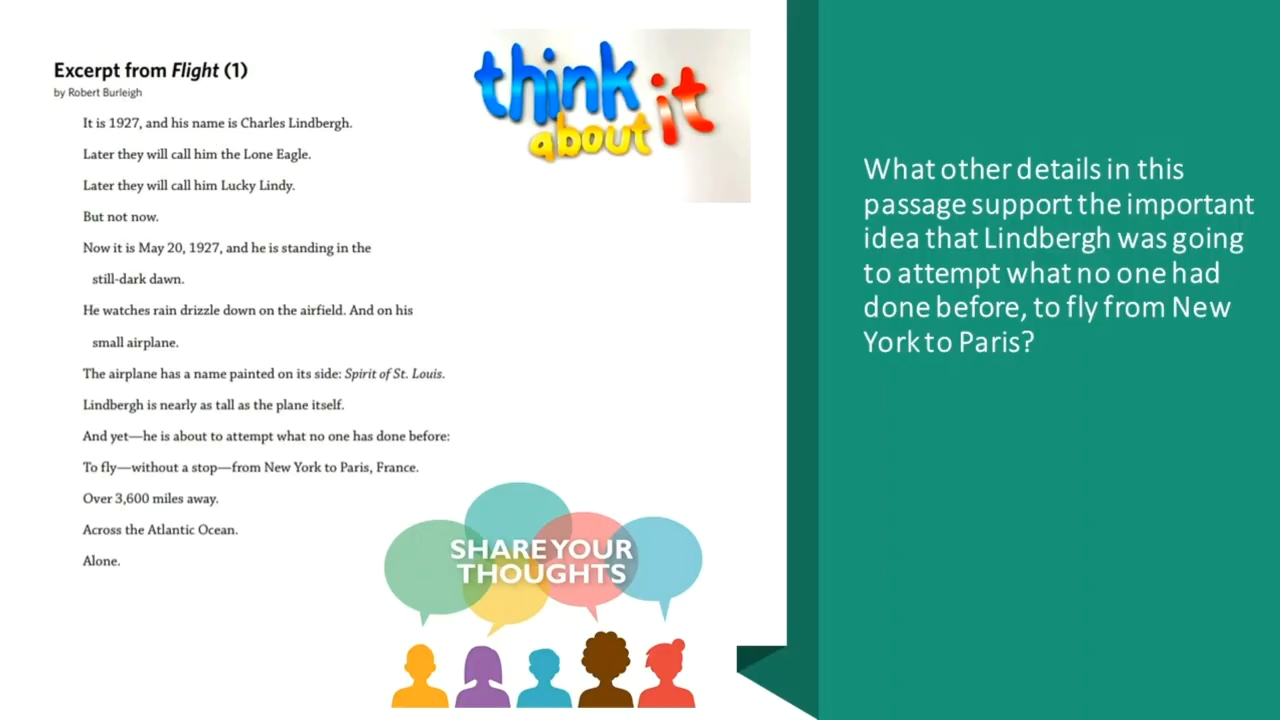 Excerpt from Flight (1)
by Robert Burleigh
It is 1927, and his name is Charles Lindbergh.
Later they will call him the Lone Eagle.
Later they will call him Lucky Lindy.
But not now.
Now it is May 20, 1927, and he is standing in the
still-dark dawn.
He watches rain drizzle down on the airfield. And on his
small airplane.
The airplane has a name painted on its side: Spirit of St. Louis.
Lindbergh is nearly as tall as the plane itself.
And yet—he is about to attempt what no one has done before:
To fly—without a stop—from New York to Paris, France.
Over 3,600 miles away.
Across the Atlantic Ocean.
Alone.
think
about it
SHARE YOUR
THOUGHTS
What other details in this
passage support the important
idea that Lindbergh was going
to attempt what no one had
done before, to fly from New
York to Paris?